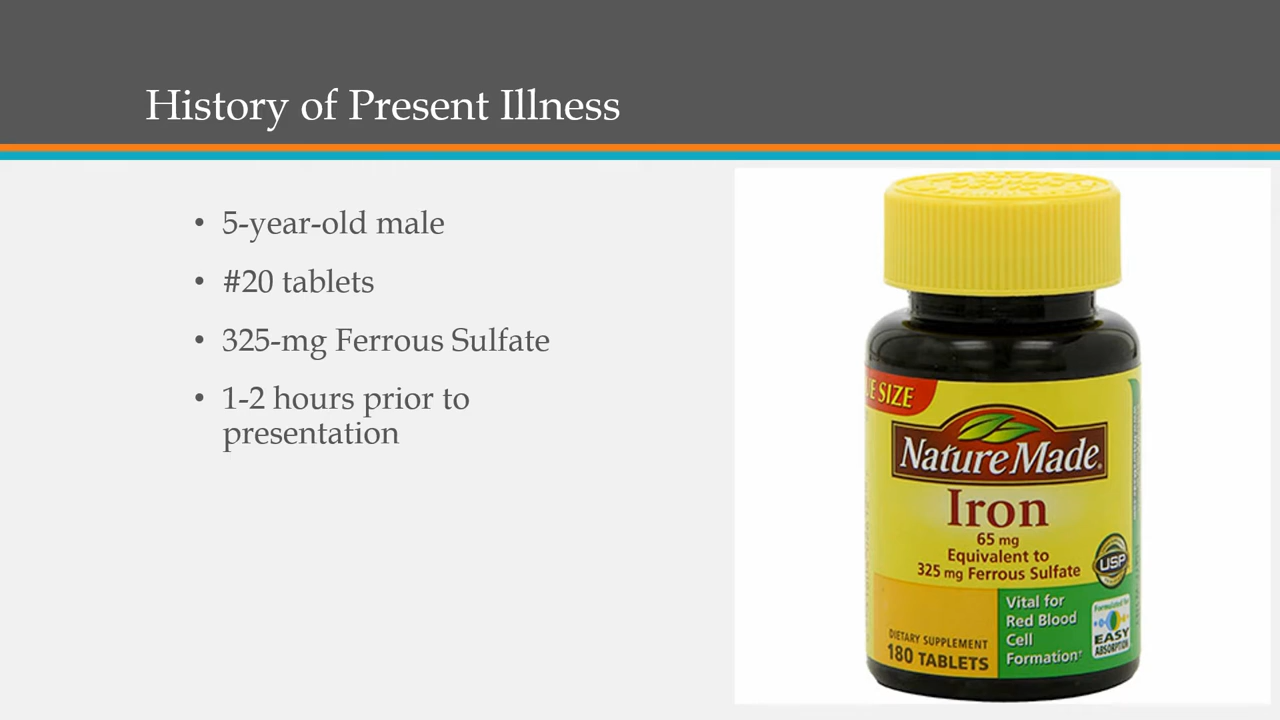 History of Present Illness
• 5-year-old male
• #20 tablets
• 325-mg Ferrous Sulfate
• 1-2 hours prior to
presentation
E SIZE
Nature Made®
Iron
65 mg
Equivalent to
325 mg Ferrous Sulfate
USP
Vital for
Red Blood
Cell
Formation†
Formulated for
EASY
ABSORPTION
DIETARY SUPPLEMENT
180 TABLETS